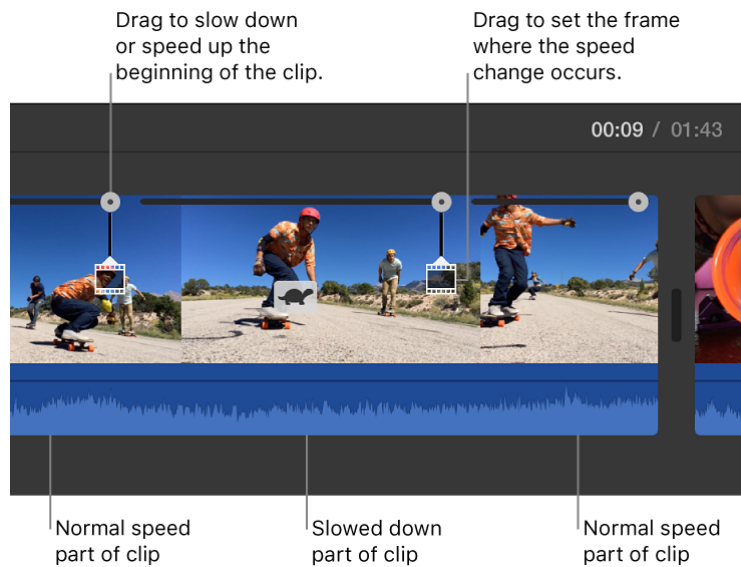 Drag to slow down
or speed up the
beginning of the clip.
Drag to set the frame
where the speed
change occurs.
00:09 / 01:43
Normal speed
part of clip
Slowed down
part of clip
Normal speed
part of clip